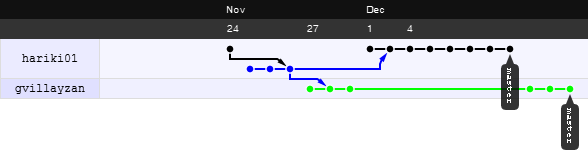 Nov Dec
24 27 1 4
hariki01
master
gvillayzan
master